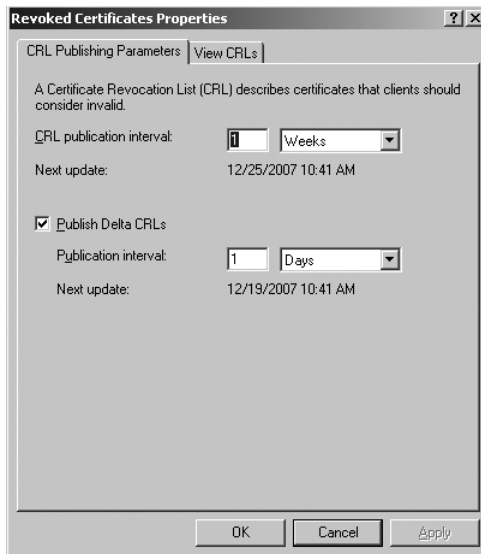 Revoked Certificates Properties
CRL Publishing Parameters View CRLs
A Certificate Revocation List (CRL) describes certificates that clients should
consider invalid.
CRL publication interval: 1 Weeks
Next update: 12/25/2007 10:41 AM
Publish Delta CRLs
Publication interval: 1 Days
Next update: 12/19/2007 10:41 AM
OK Cancel Apply